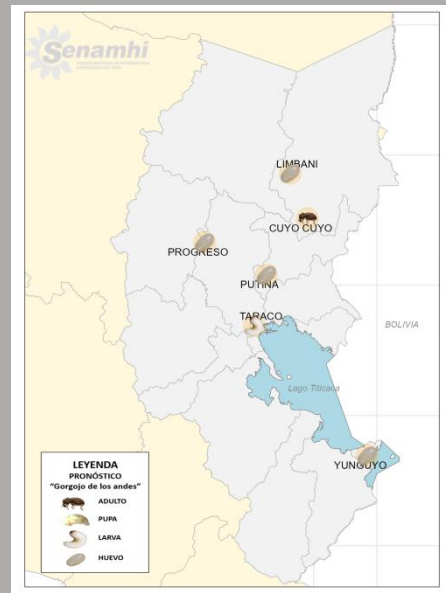 Senamhi
LIMBANI
CUYO CUYO
PROGRESO
PUTINA
TARACO
BOLIVIA
Lago Titicaca
YUNGUYO
LEYENDA
PRONÓSTICO
"Gorgojo de los andes"
ADULTO
PUPA
LARVA
HUEVO